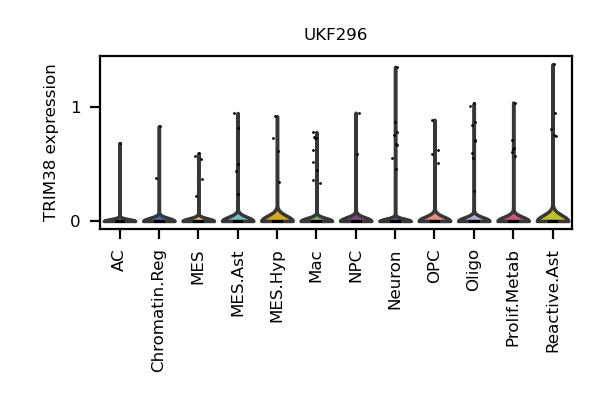 UKF296
TRIM38 expression
1
0
AC
Chromatin.Reg
MES
MES.Ast
MES.Hyp
Mac
NPC
Neuron
OPC
Oligo
Prolif.Metab
Reactive.Ast